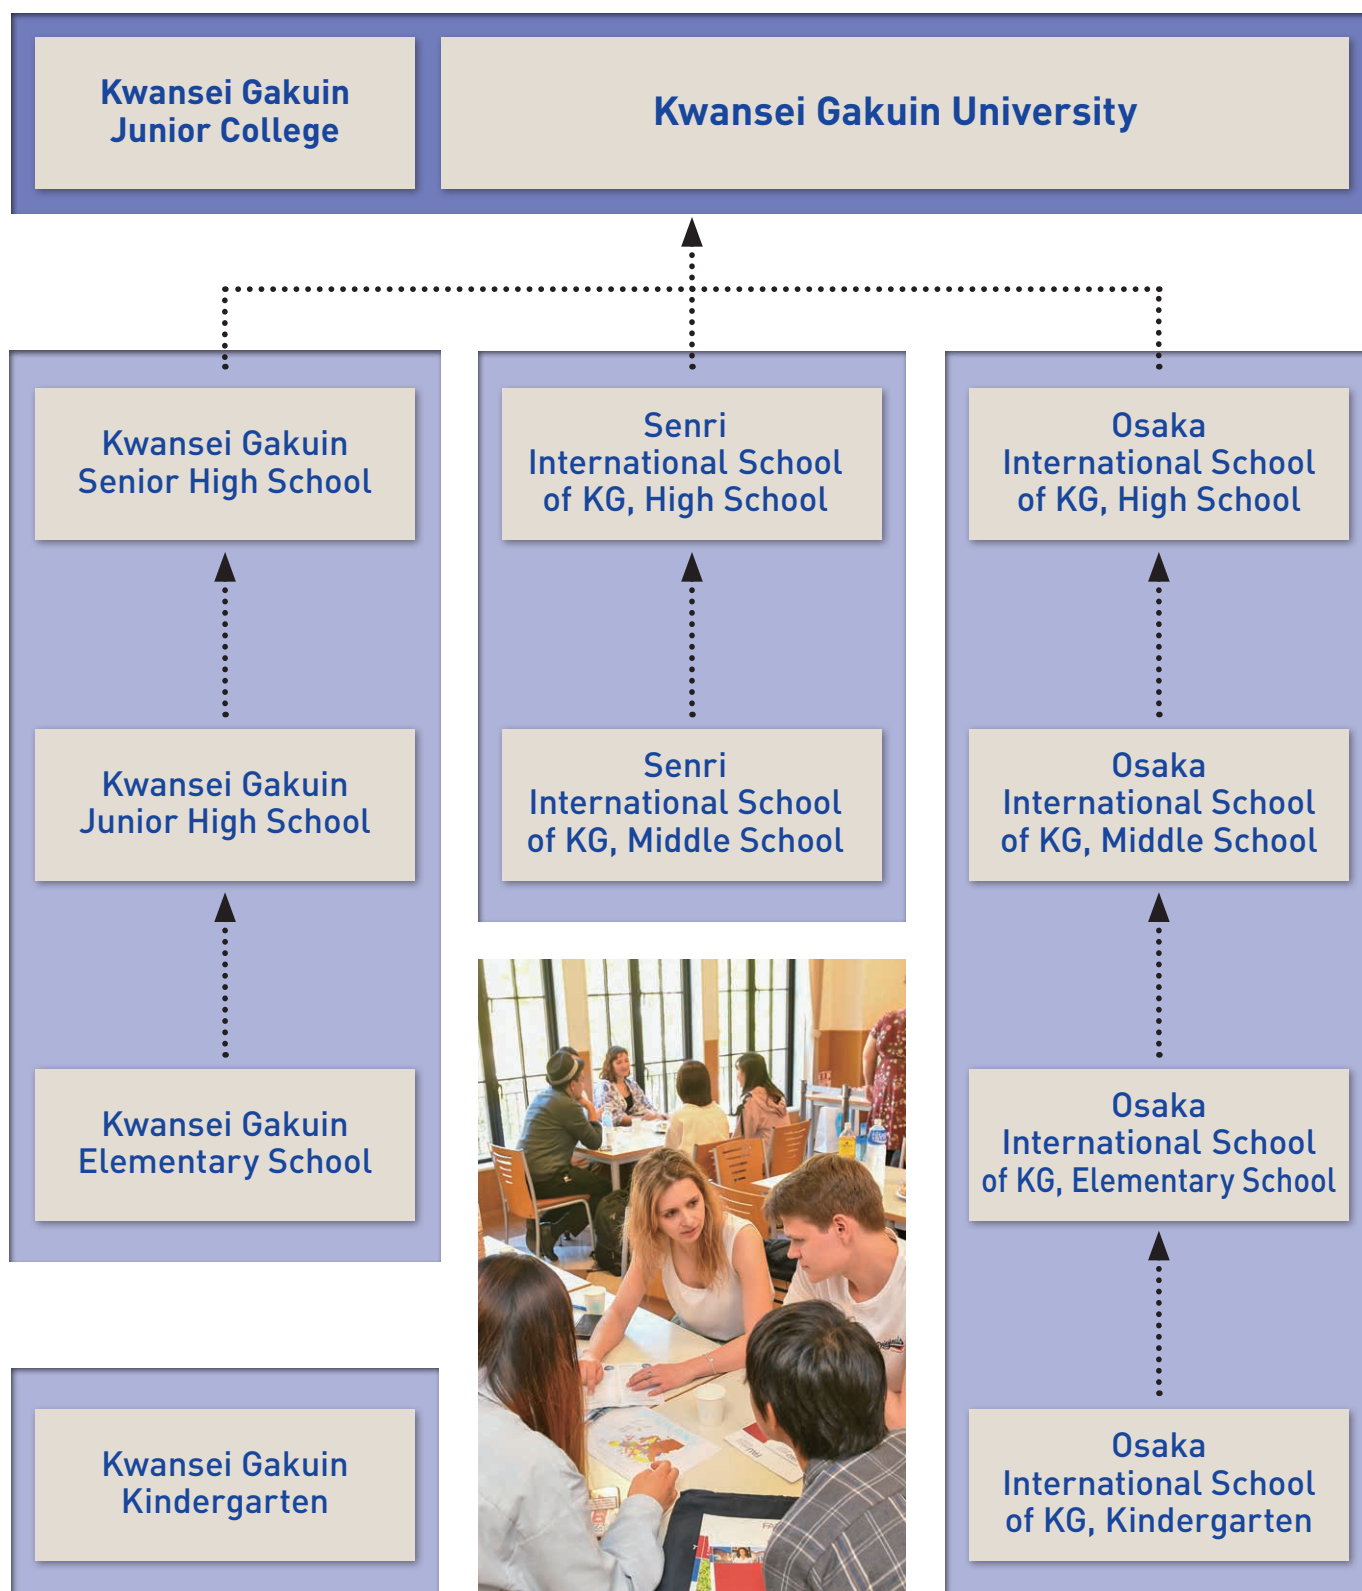 Kwansei Gakuin
Junior College
Kwansei Gakuin University
Kwansei Gakuin
Senior High School
Senri
International School
of KG, High School
Osaka
International School
of KG, High School
Kwansei Gakuin
Junior High School
Senri
International School
of KG, Middle School
Osaka
International School
of KG, Middle School
Kwansei Gakuin
Elementary School
Osaka
International School
of KG, Elementary School
Kwansei Gakuin
Kindergarten
Osaka
International School
of KG, Kindergarten
FAU